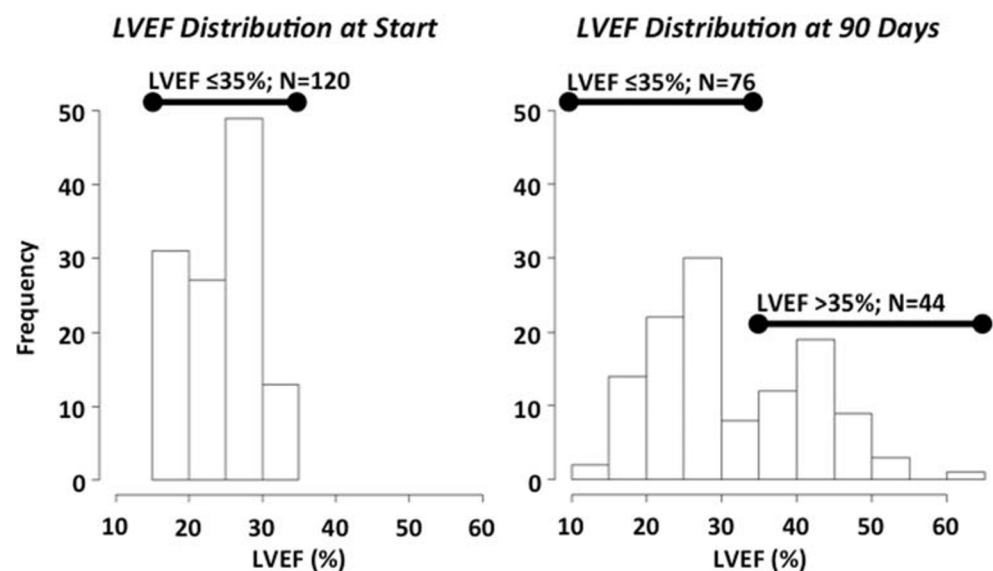 LVEF Distribution at Start
LVEF ≤35%; N=120
50
40
30
20
10
0
Frequency
10 20 30 40 50 60
LVEF (%)
LVEF Distribution at 90 Days
LVEF ≤35%; N=76
LVEF >35%; N=44
50
40
30
20
10
0
10 20 30 40 50 60
LVEF (%)